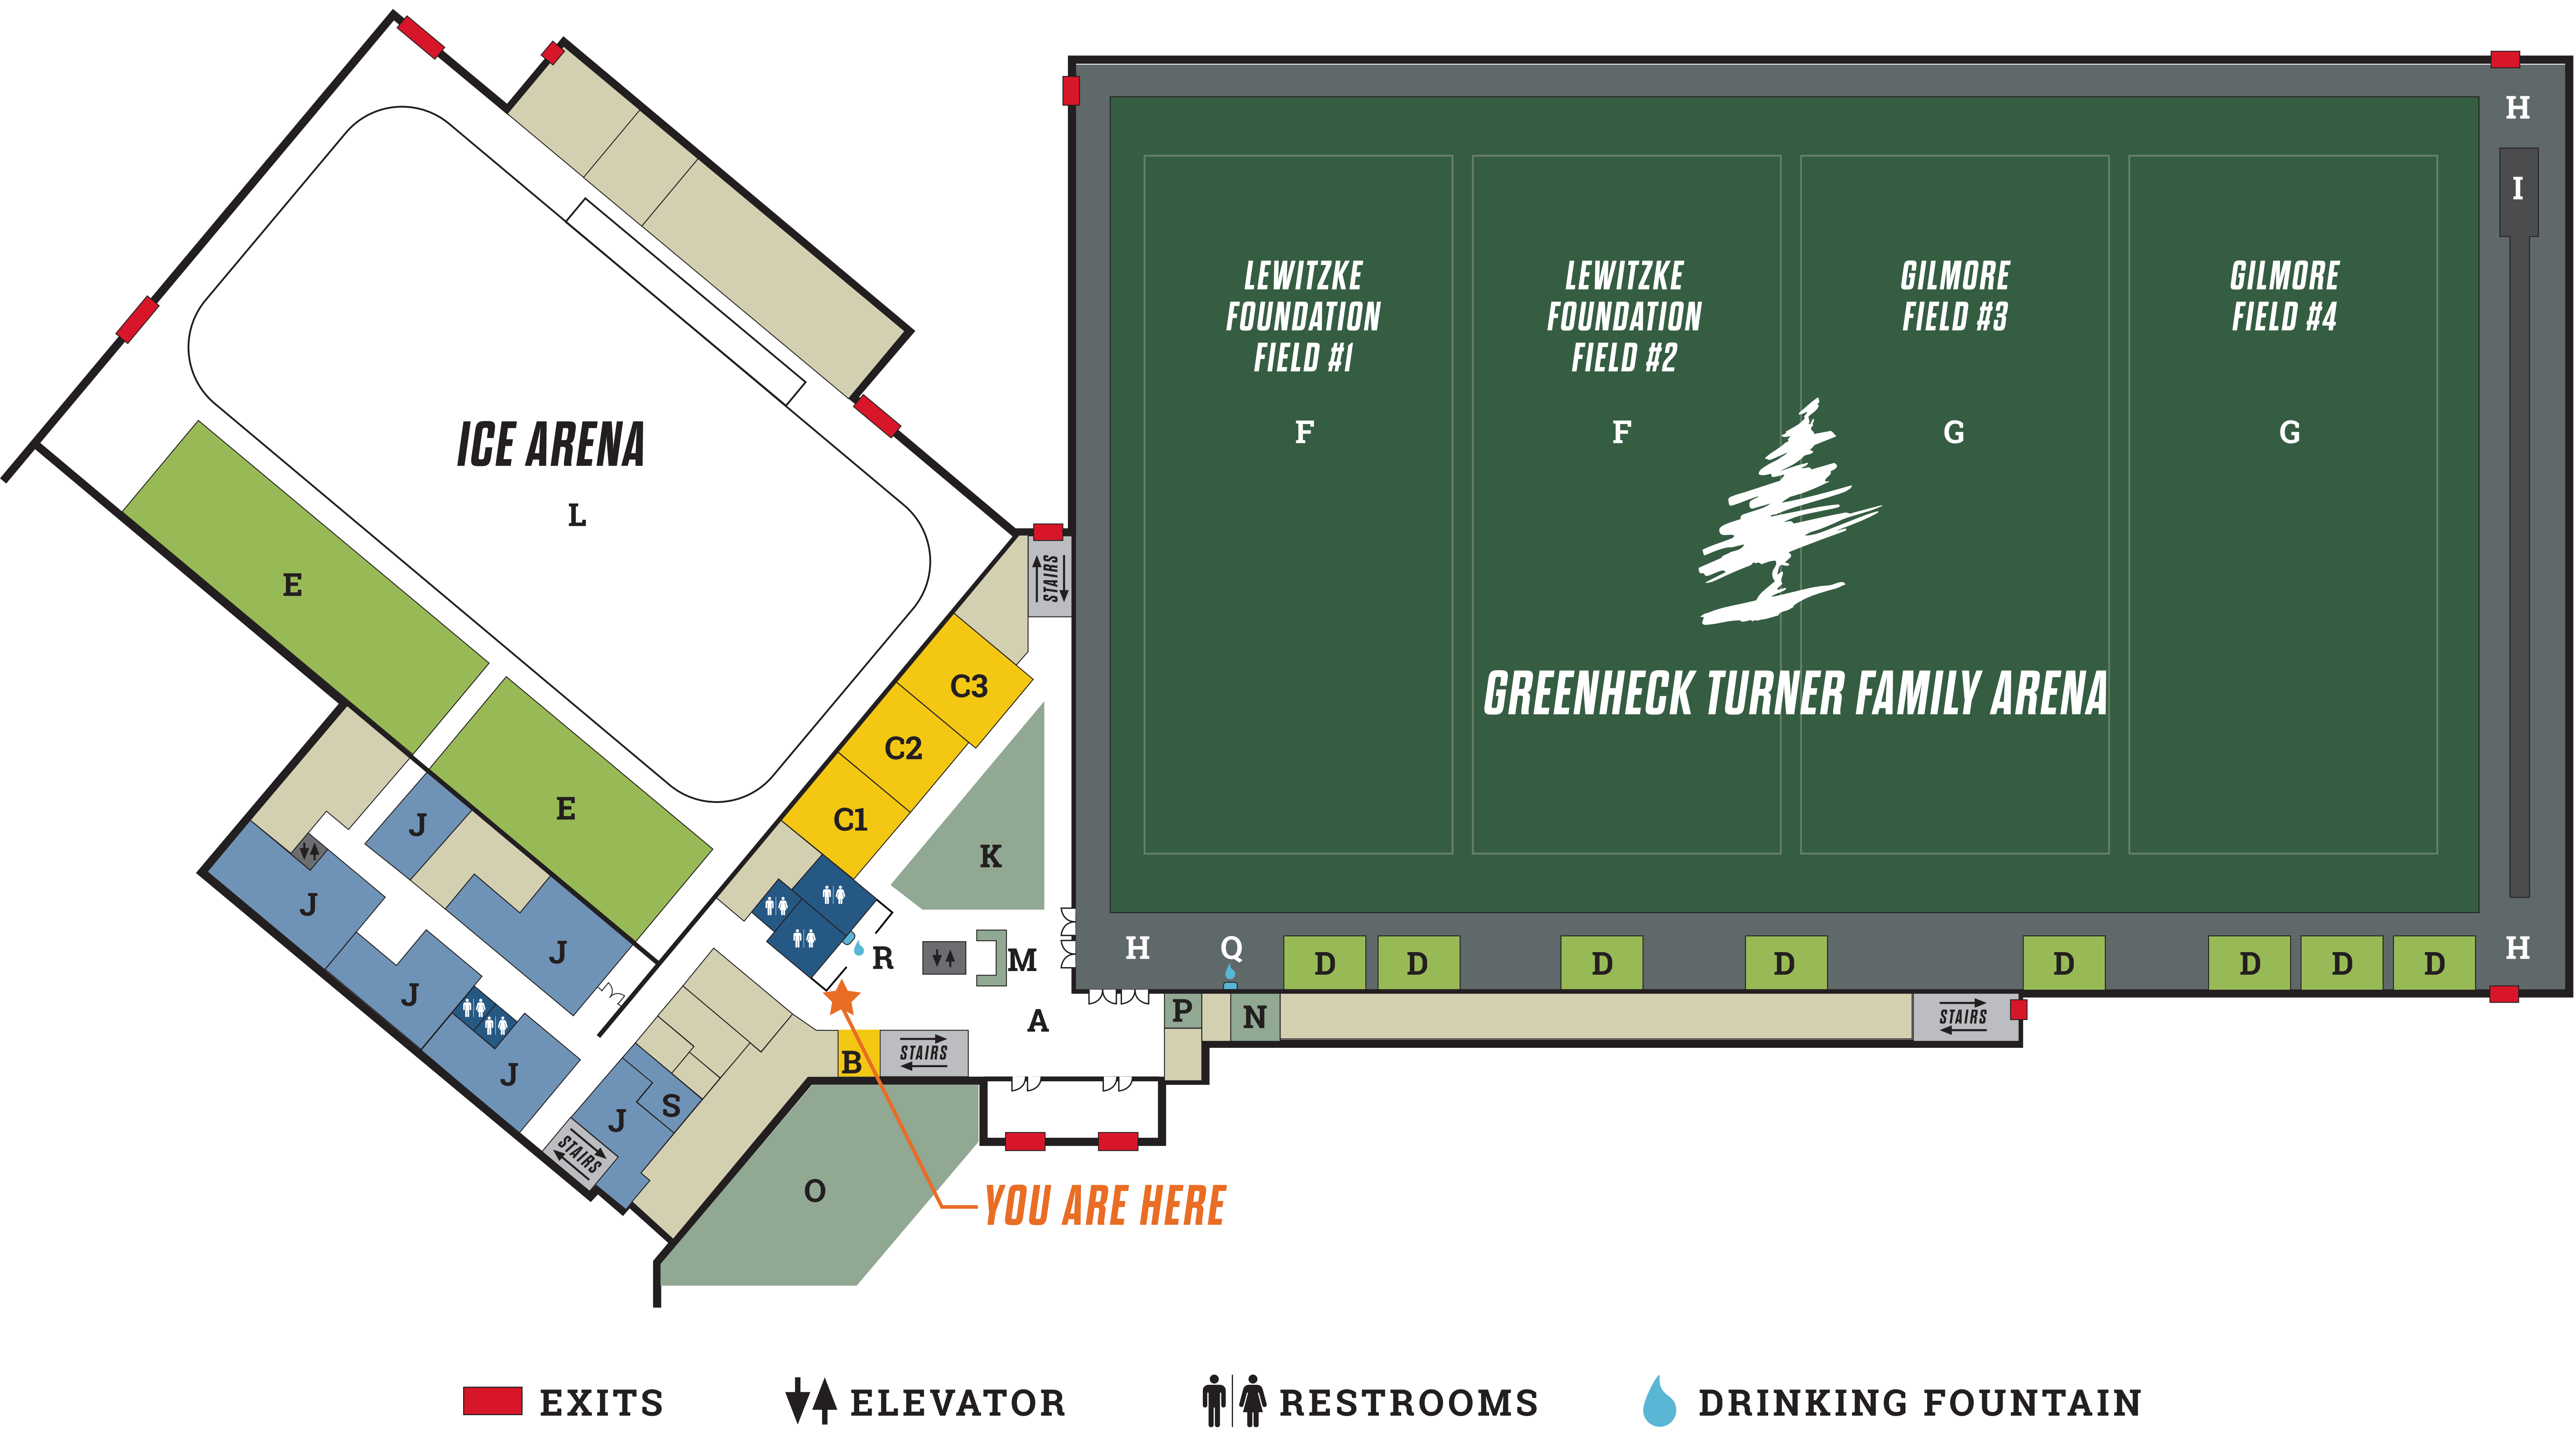 H
I
LEWITZKE
FOUNDATION
FIELD #1
LEWITZKE
FOUNDATION
FIELD #2
GILMORE
FIELD #3
GILMORE
FIELD #4
F
F
G
G
ICE ARENA
L
STAIRS
E
GREENHECK TURNER FAMILY ARENA
C3
C2
C1
E
J
K
J
J
J
J
R
M
A
H
Q
D
D
D
D
D
D
D
D
H
P
N
STAIRS
B
STAIRS
S
J
STAIRS
O
YOU ARE HERE
EXITS
ELEVATOR
RESTROOMS
DRINKING FOUNTAIN